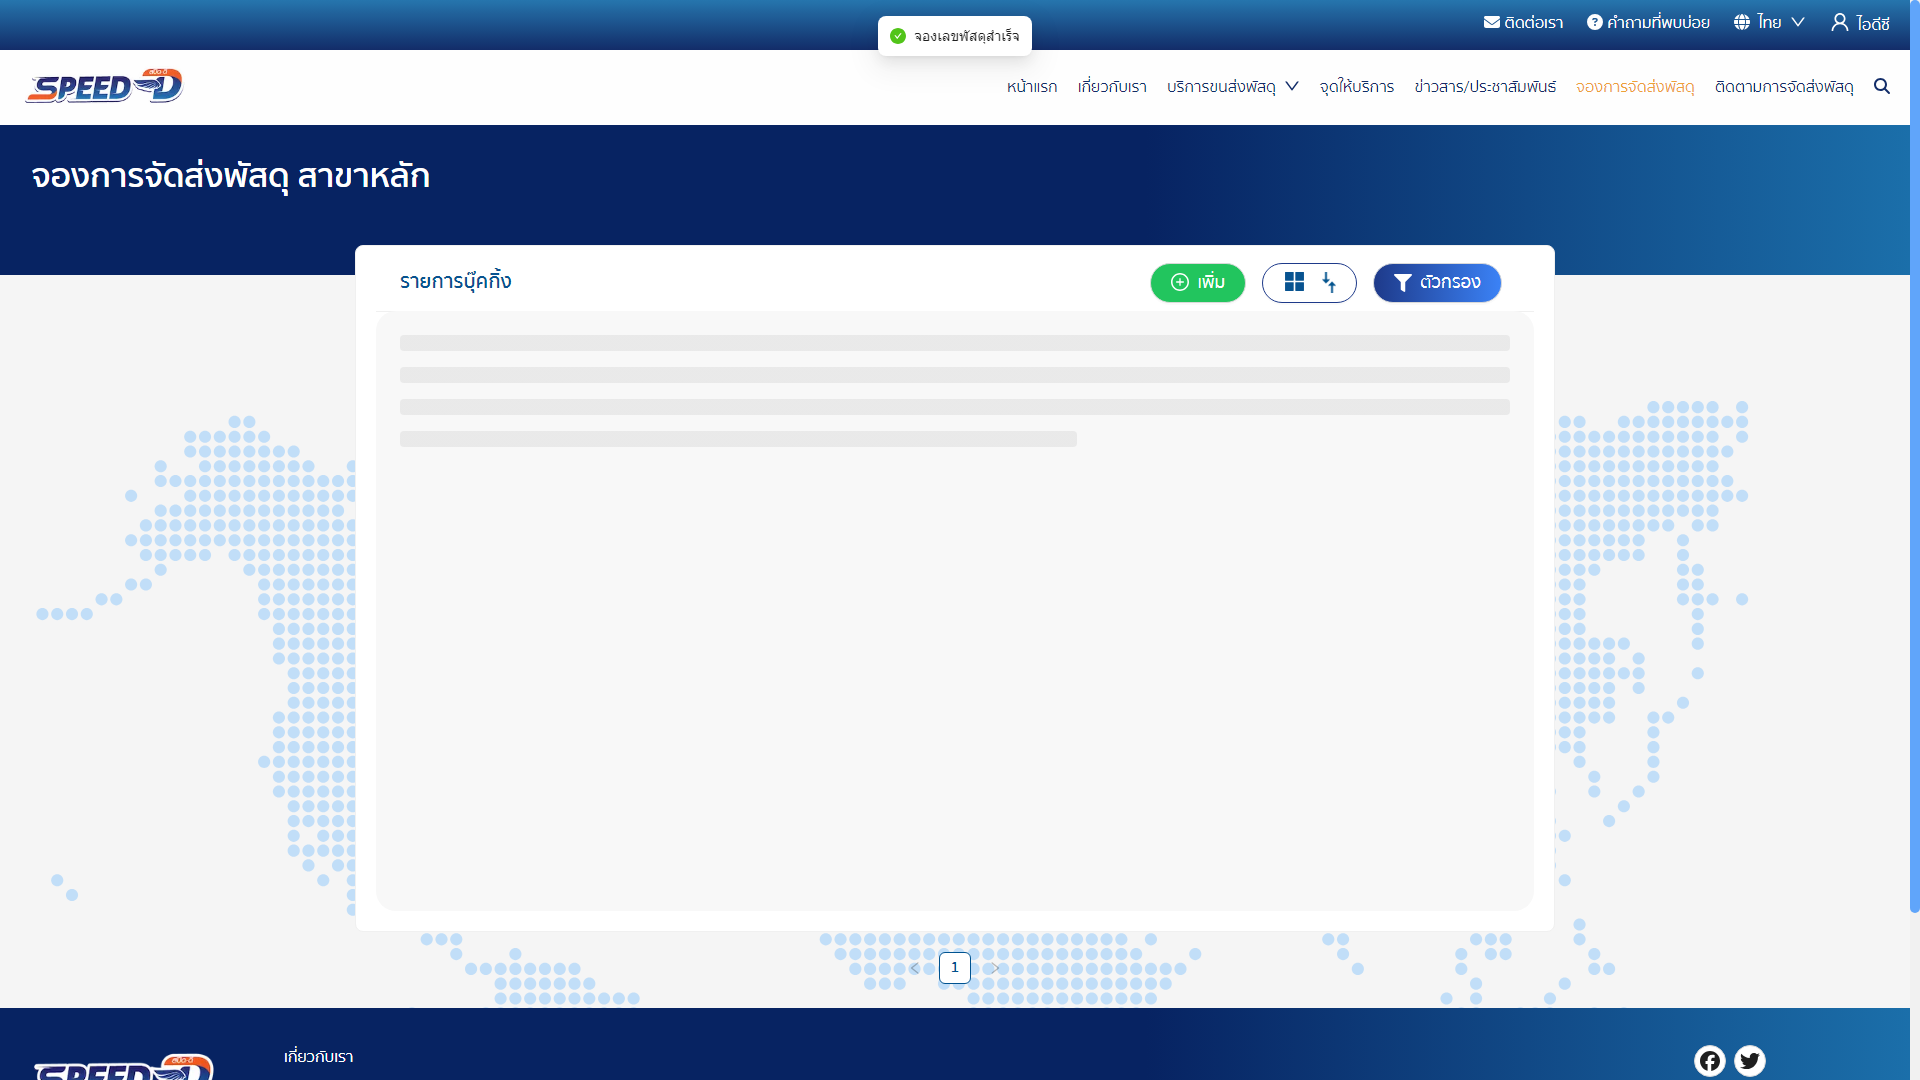 ติดต่อเรา คำถามที่พบบ่อย ไทย ไอดีซี
จองเลขพัสดุสำเร็จ
SPEED-D สปีด-ดี
หน้าแรก เกี่ยวกับเรา บริการขนส่งพัสดุ จุดให้บริการ ข่าวสาร/ประชาสัมพันธ์ จองการจัดส่งพัสดุ ติดตามการจัดส่งพัสดุ
จองการจัดส่งพัสดุ สาขาหลัก
รายการบุ๊คกิ้ง เพิ่ม ตัวกรอง
1
เกี่ยวกับเรา
SPEED-D สปีด-ดี